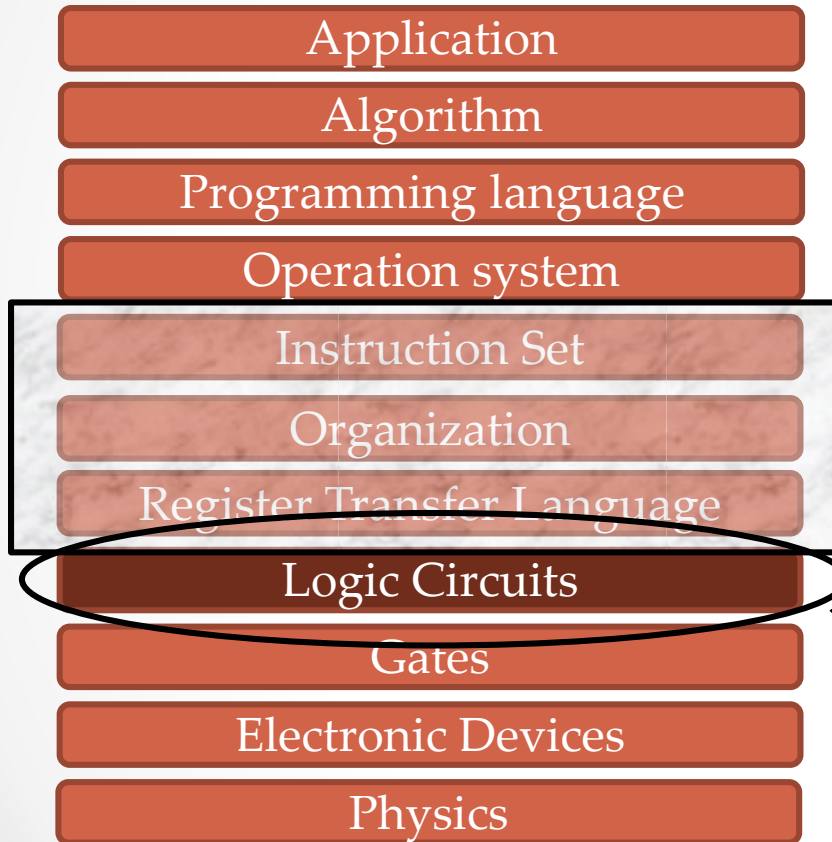 Application
Algorithm
Programming language
Operation system
Instruction Set
Organization
Register Transfer Language
Logic Circuits
Gates
Electronic Devices
Physics